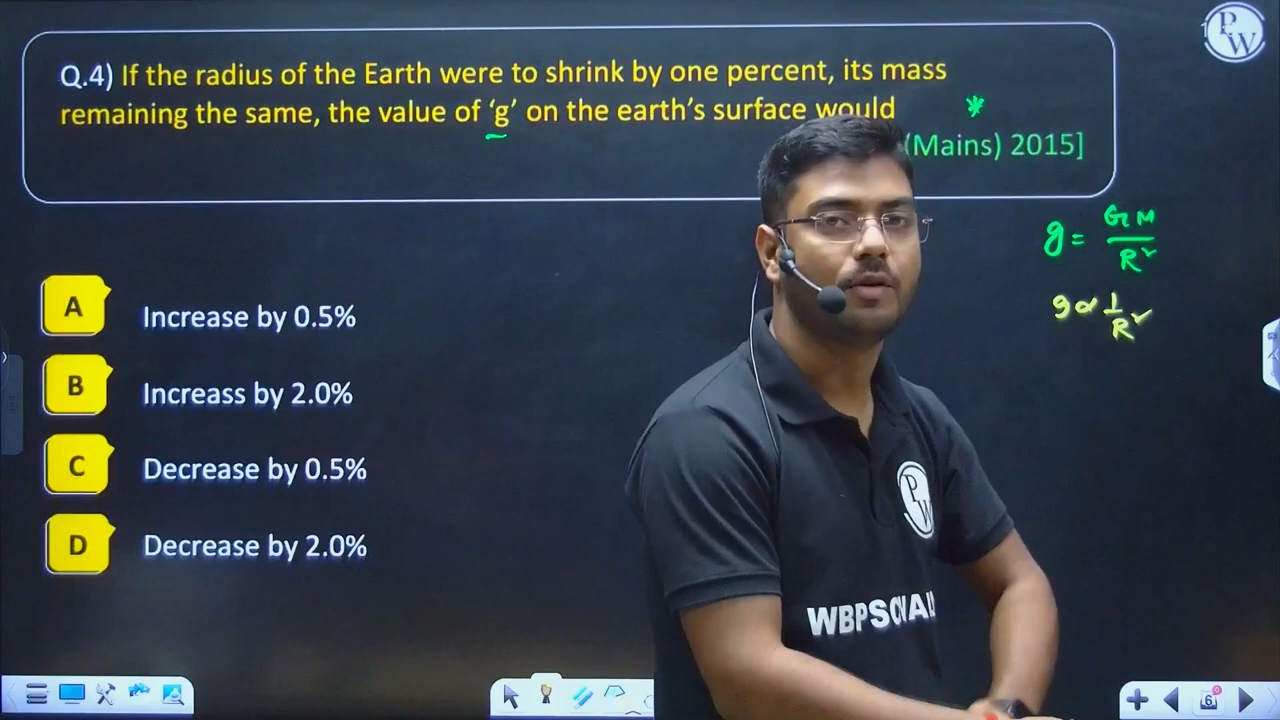 Q.4) If the radius of the Earth were to shrink by one percent, its mass
remaining the same, the value of ‘g’ on the earth’s surface would
(Mains) 2015]
g = GM/R²
g ∝ 1/R²
A Increase by 0.5%
B Increass by 2.0%
C Decrease by 0.5%
D Decrease by 2.0%
PW
PW
6